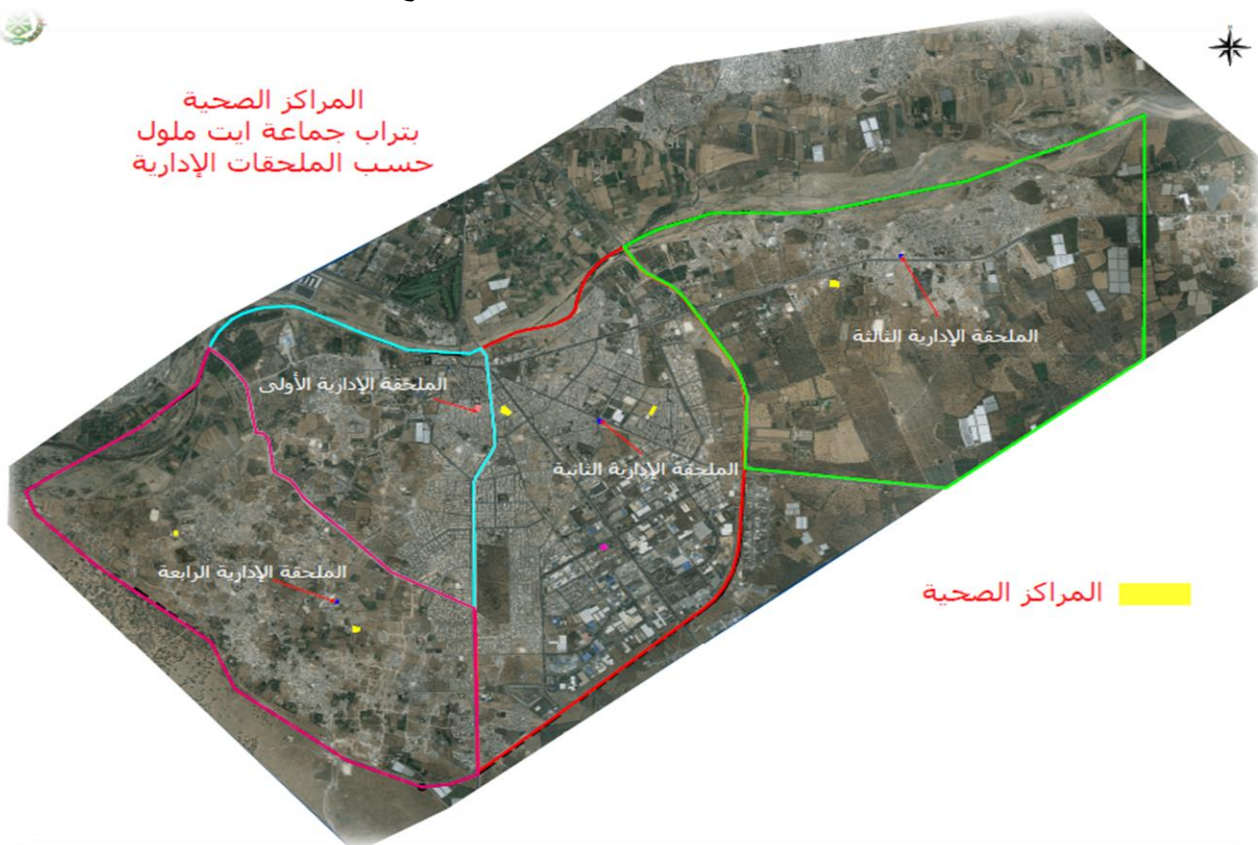 المراكز الصحية
بتراب جماعة ايت ملول
حسب الملحقات الإدارية
الملحقة الإدارية الثالثة
الملحقة الإدارية الأولى
الملحقة الإدارية الثانية
الملحقة الإدارية الرابعة
المراكز الصحية